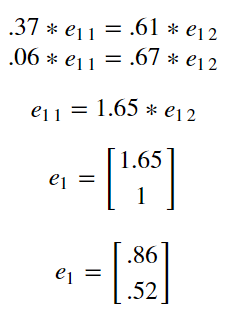 .37 * e₁₁ = .61 * e₁₂
.06 * e₁₁ = .67 * e₁₂
e₁₁ = 1.65 * e₁₂
e₁ = [1.65
1]
e₁ = [.86
.52]